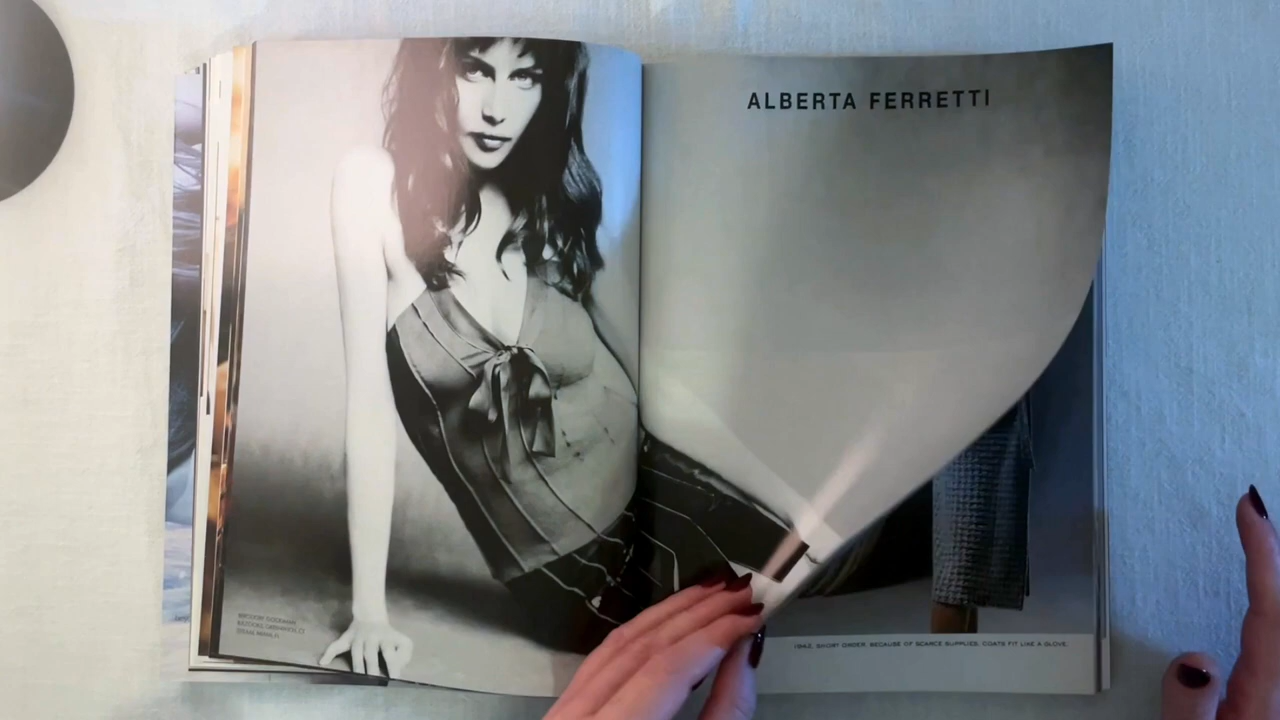 ALBERTA FERRETTI
1942, SHORT ORDER, BECAUSE OF SCARCE SUPPLIES, COATS FIT LIKE A GLOVE.